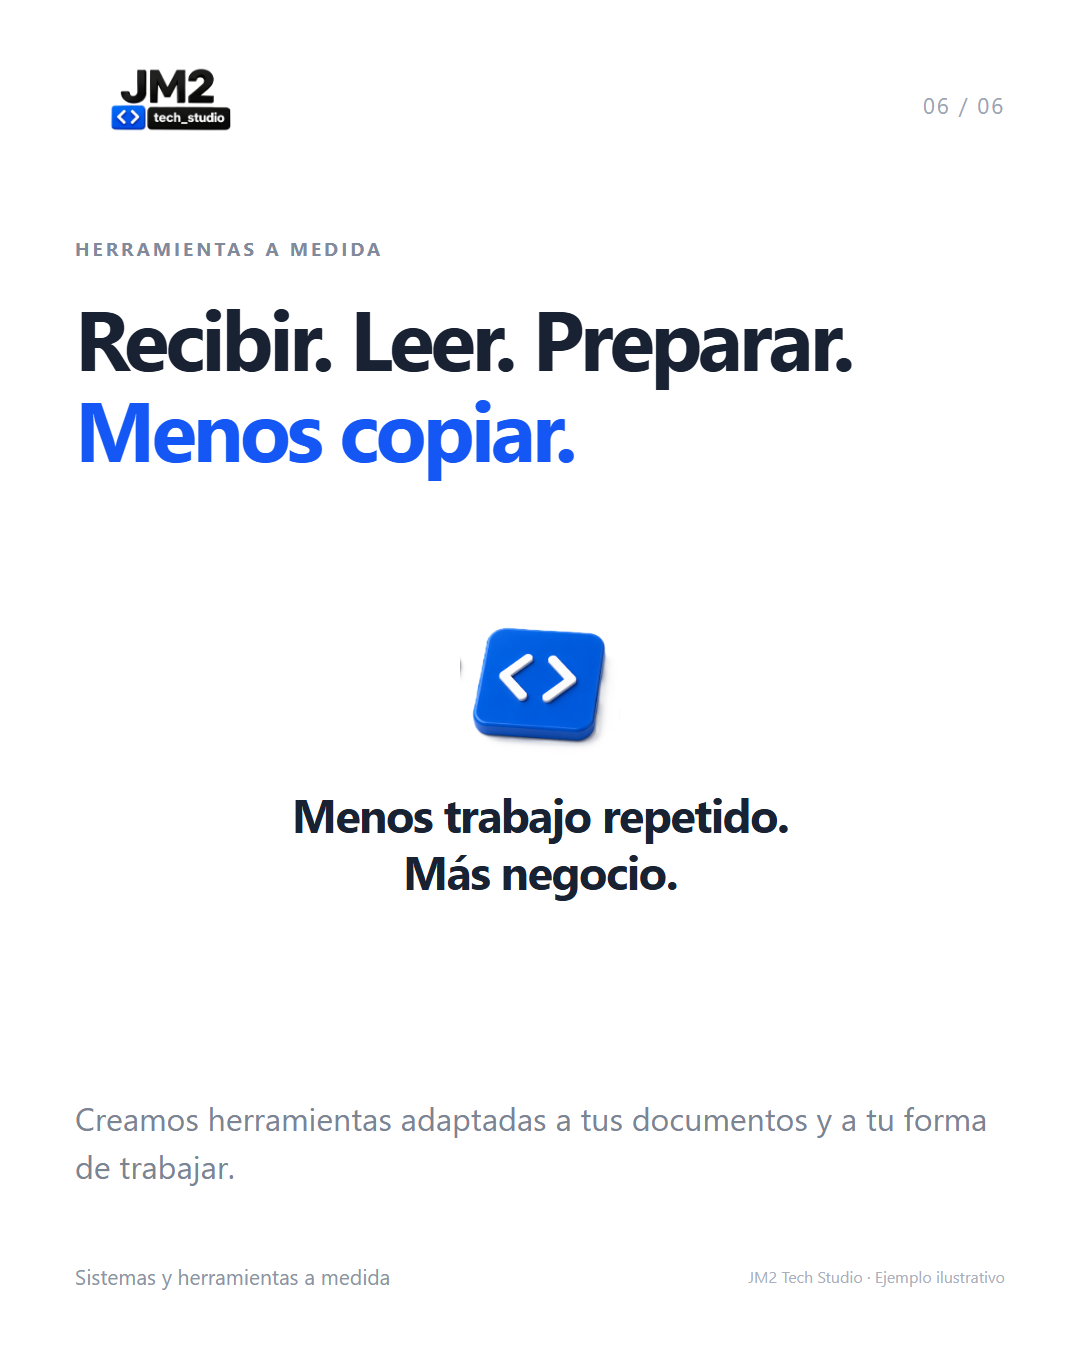 JM2
<> tech_studio
06 / 06
HERRAMIENTAS A MEDIDA
Recibir. Leer. Preparar.
Menos copiar.
<>
Menos trabajo repetido.
Más negocio.
Creamos herramientas adaptadas a tus documentos y a tu forma
de trabajar.
Sistemas y herramientas a medida
JM2 Tech Studio · Ejemplo ilustrativo